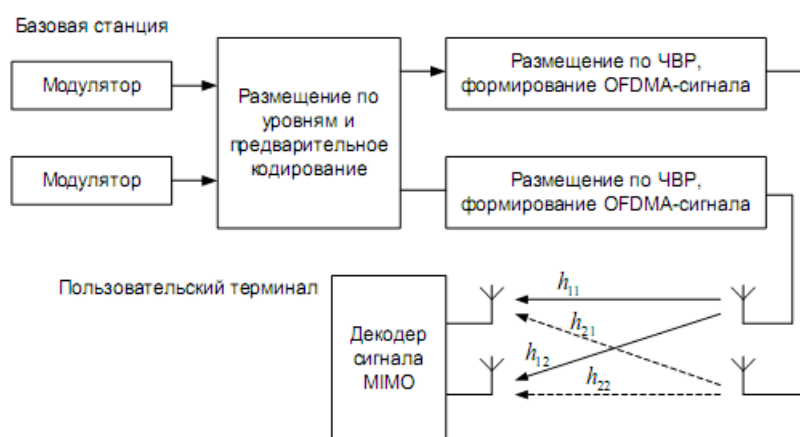 Базовая станция
Модулятор
Модулятор
Размещение по
уровням и
предварительное
кодирование
Размещение по ЧВР,
формирование OFDMA-сигнала
Размещение по ЧВР,
формирование OFDMA-сигнала
Пользовательский терминал
Декодер
сигнала
MIMO
h11
h21
h12
h22